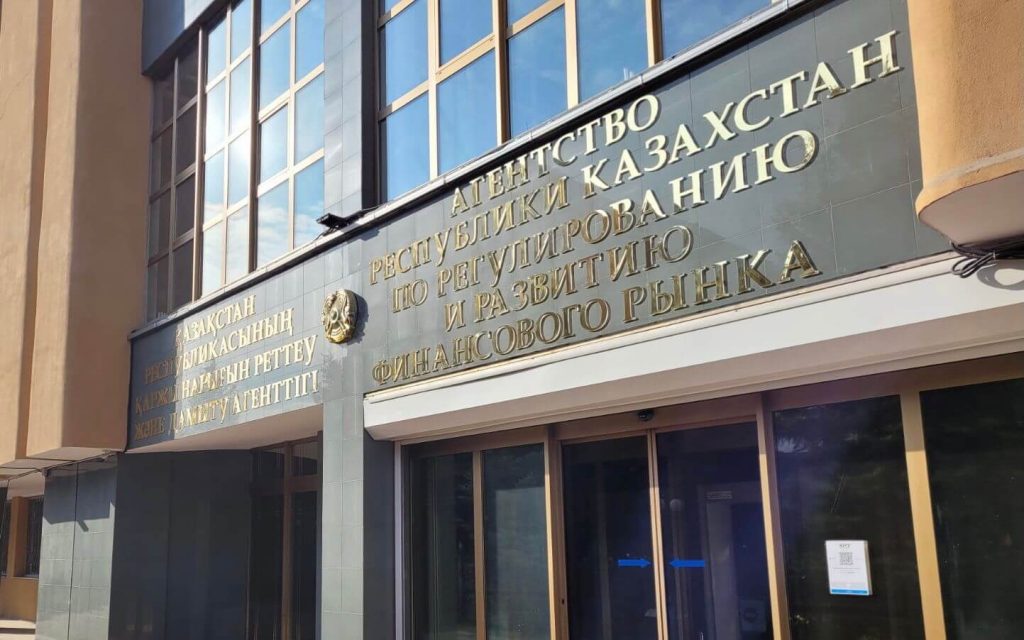 ҚАЗАҚСТАН
РЕСПУБЛИКАСЫНЫҢ
ҚАРЖЫ НАРЫҒЫН РЕТТЕУ
ЖӘНЕ ДАМЫТУ АГЕНТТІГІ
АГЕНТСТВО
РЕСПУБЛИКИ КАЗАХСТАН
ПО РЕГУЛИРОВАНИЮ
И РАЗВИТИЮ
ФИНАНСОВОГО РЫНКА